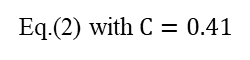 Eq.(2) with C = 0.41